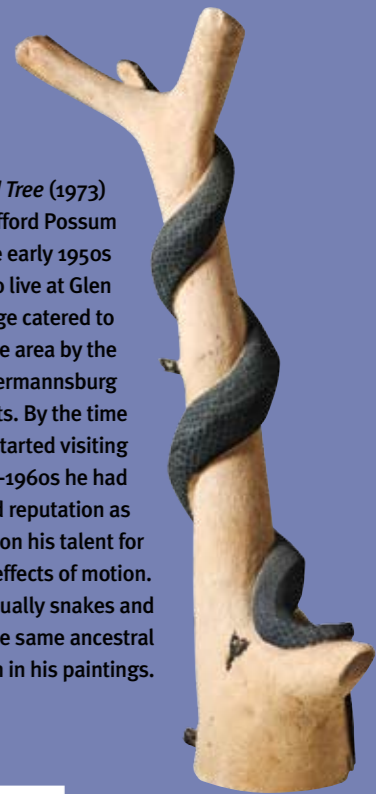 Tree (1973)
fford Possum
e early 1950s
o live at Glen
ge catered to
e area by the
ermannsburg
ts. By the time
tarted visiting
-1960s he had
d reputation as
on his talent for
effects of motion.
ually snakes and
e same ancestral
n in his paintings.